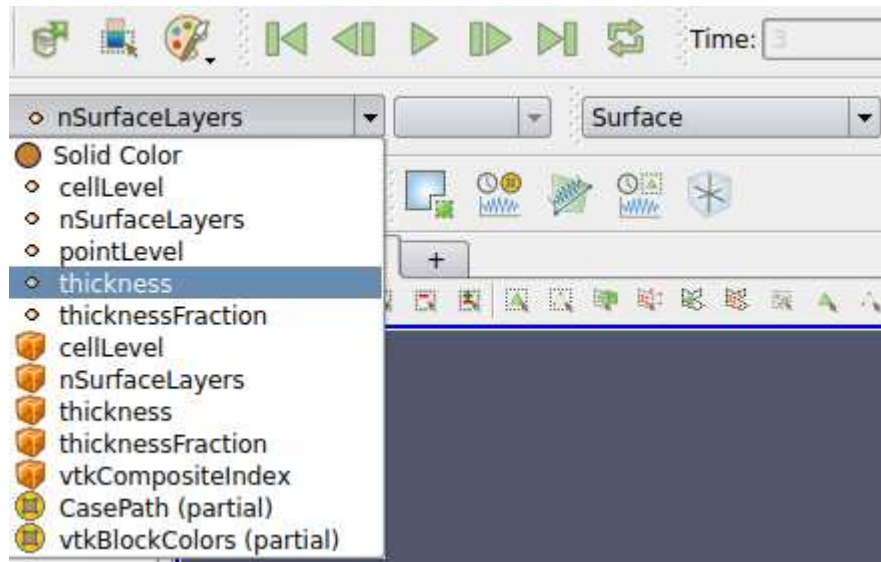 Time: 3
nSurfaceLayers
Surface
Solid Color
cellLevel
nSurfaceLayers
pointLevel
+
thickness
thicknessFraction
cellLevel
nSurfaceLayers
thickness
thicknessFraction
vtkCompositeIndex
CasePath (partial)
vtkBlockColors (partial)